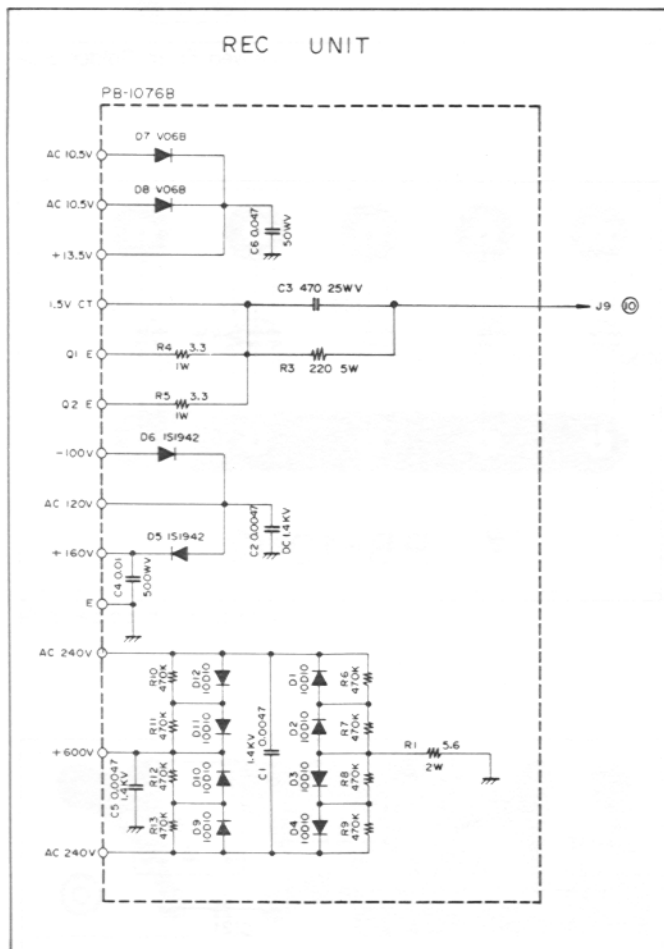 REC UNIT
PB-1076B
D7 V06B
AC 10.5V
D8 V06B
AC 10.5V
C6 0.047
50WV
+13.5V
C3 470 25WV
1.5V CT
J9 10
R4 3.3
1W
Q1 E
R3 220 5W
R5 3.3
1W
Q2 E
D6 1S1942
-100V
AC 120V
C2 0.0047
DC 1.4KV
D5 1S1942
+160V
C4 0.01
500WV
E
AC 240V
R10
470K
D12
10D10
D1
10D10
R6
470K
R11
470K
D11
10D10
1.4KV
0.0047
C1
D2
10D10
R7
470K
R1 5.6
2W
+600V
C5 0.0047
1.4KV
R12
470K
D10
10D10
D3
10D10
R8
470K
R13
470K
D9
10D10
D4
10D10
R9
470K
AC 240V